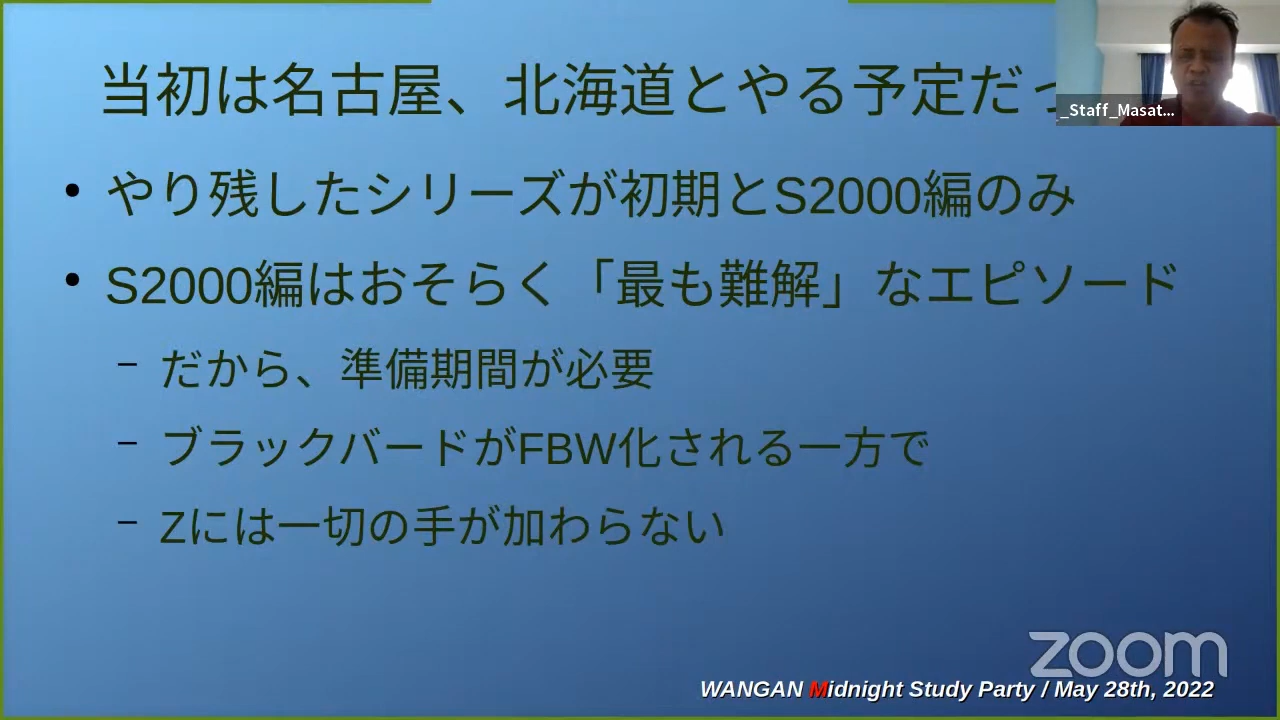 当初は名古屋、北海道とやる予定だっ
_Staff_Masat...
やり残したシリーズが初期とS2000編のみ
S2000編はおそらく「最も難解」なエピソード
だから、準備期間が必要
ブラックバードがFBW化される一方で
Zには一切の手が加わらない
zoom
WANGAN Midnight Study Party / May 28th, 2022